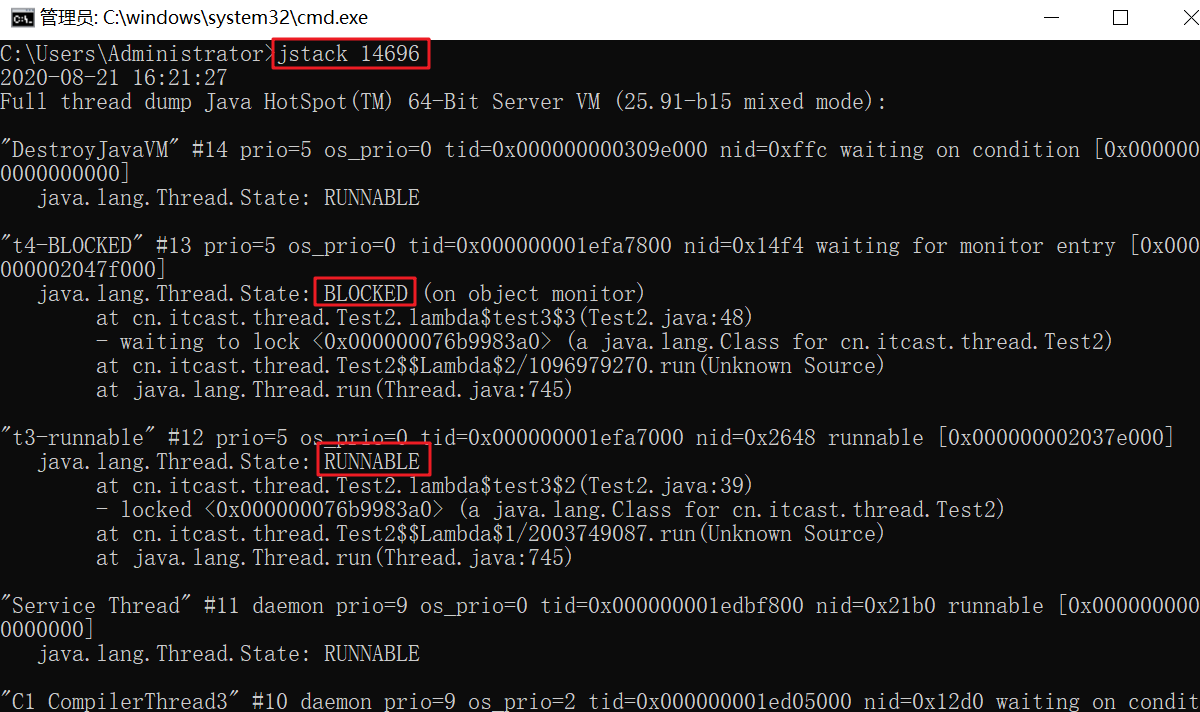 管理员: C:\windows\system32\cmd.exe
C:\Users\Administrator>jstack 14696
2020-08-21 16:21:27
Full thread dump Java HotSpot(TM) 64-Bit Server VM (25.91-b15 mixed mode):
"DestroyJavaVM" #14 prio=5 os_prio=0 tid=0x000000000309e000 nid=0xffc waiting on condition [0x000000
0000000000]
java.lang.Thread.State: RUNNABLE
"t4-BLOCKED" #13 prio=5 os_prio=0 tid=0x000000001efa7800 nid=0x14f4 waiting for monitor entry [0x000
000002047f000]
java.lang.Thread.State: BLOCKED (on object monitor)
at cn.itcast.thread.Test2.lambda$test3$3(Test2.java:48)
- waiting to lock <0x000000076b9983a0> (a java.lang.Class for cn.itcast.thread.Test2)
at cn.itcast.thread.Test2$$Lambda$2/1096979270.run(Unknown Source)
at java.lang.Thread.run(Thread.java:745)
"t3-runnable" #12 prio=5 os_prio=0 tid=0x000000001efa7000 nid=0x2648 runnable [0x000000002037e000]
java.lang.Thread.State: RUNNABLE
at cn.itcast.thread.Test2.lambda$test3$2(Test2.java:39)
- locked <0x000000076b9983a0> (a java.lang.Class for cn.itcast.thread.Test2)
at cn.itcast.thread.Test2$$Lambda$1/2003749087.run(Unknown Source)
at java.lang.Thread.run(Thread.java:745)
"Service Thread" #11 daemon prio=9 os_prio=0 tid=0x000000001edbf800 nid=0x21b0 runnable [0x000000000
0000000]
java.lang.Thread.State: RUNNABLE
"C1 CompilerThread3" #10 daemon prio=9 os_prio=2 tid=0x000000001ed05000 nid=0x12d0 waiting on condit